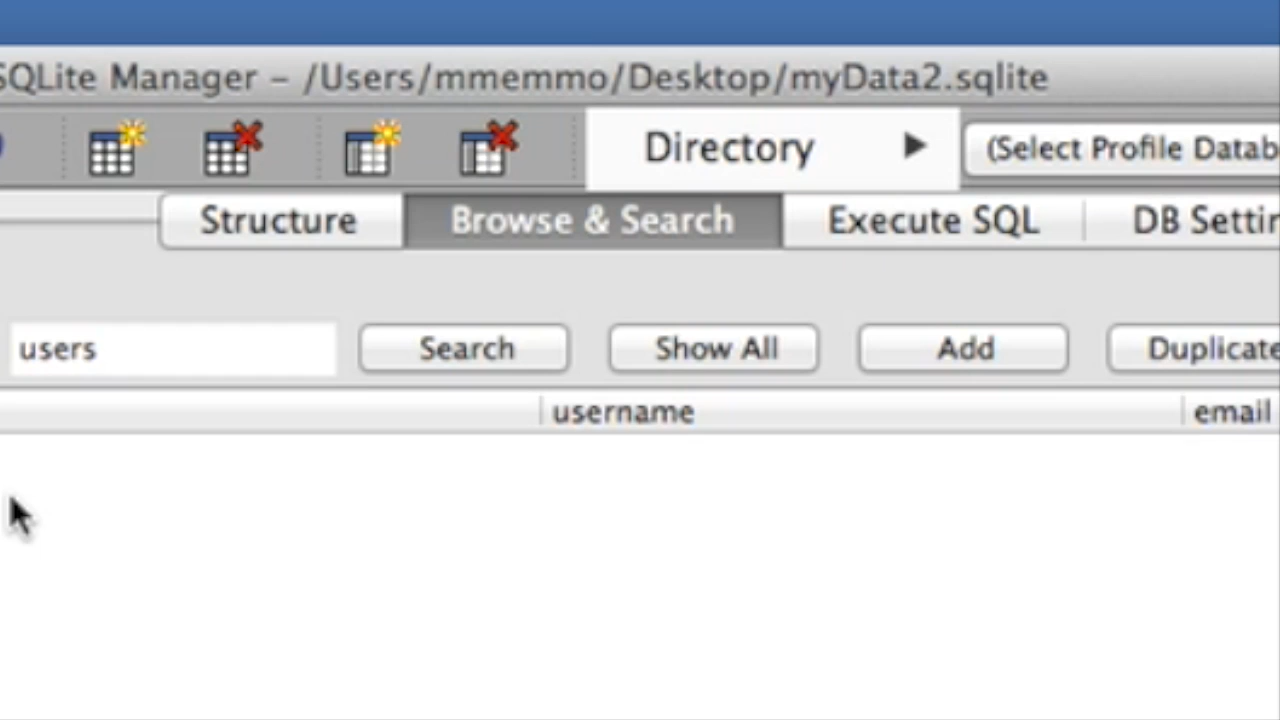 SQLite Manager – /Users/mmemmo/Desktop/myData2.sqlite
Directory (Select Profile Datab
Structure Browse & Search Execute SQL DB Settin
users Search Show All Add Duplicate
username email